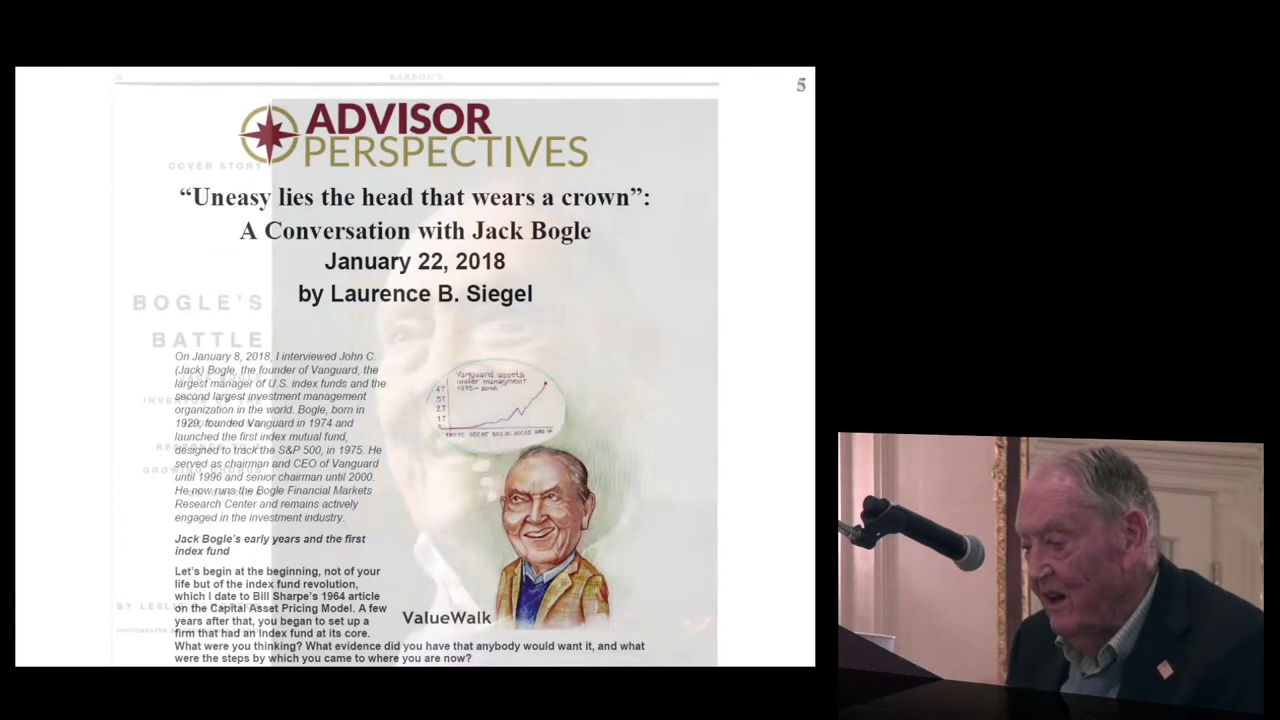 BARRON'S
5
ADVISOR
PERSPECTIVES
COVER STORY
“Uneasy lies the head that wears a crown”:
A Conversation with Jack Bogle
January 22, 2018
by Laurence B. Siegel
BOGLE'S
BATTLE
On January 8, 2018, I interviewed John C.
(Jack) Bogle, the founder of Vanguard, the
largest manager of U.S. index funds and the
second largest investment management
organization in the world. Bogle, born in
1929, founded Vanguard in 1974 and
launched the first index mutual fund,
designed to track the S&P 500, in 1975. He
served as chairman and CEO of Vanguard
until 1996 and senior chairman until 2000.
He now runs the Bogle Financial Markets
Research Center and remains actively
engaged in the investment industry.
Vanguard assets
under managment?
4T
3T
2T
1T
Jack Bogle's early years and the first
index fund
Let's begin at the beginning, not of your
life but of the index fund revolution,
which I date to Bill Sharpe's 1964 article
on the Capital Asset Pricing Model. A few
years after that, you began to set up a
firm that had an index fund at its core.
What were you thinking? What evidence did you have that anybody would want it, and what
were the steps by which you came to where you are now?
ValueWalk